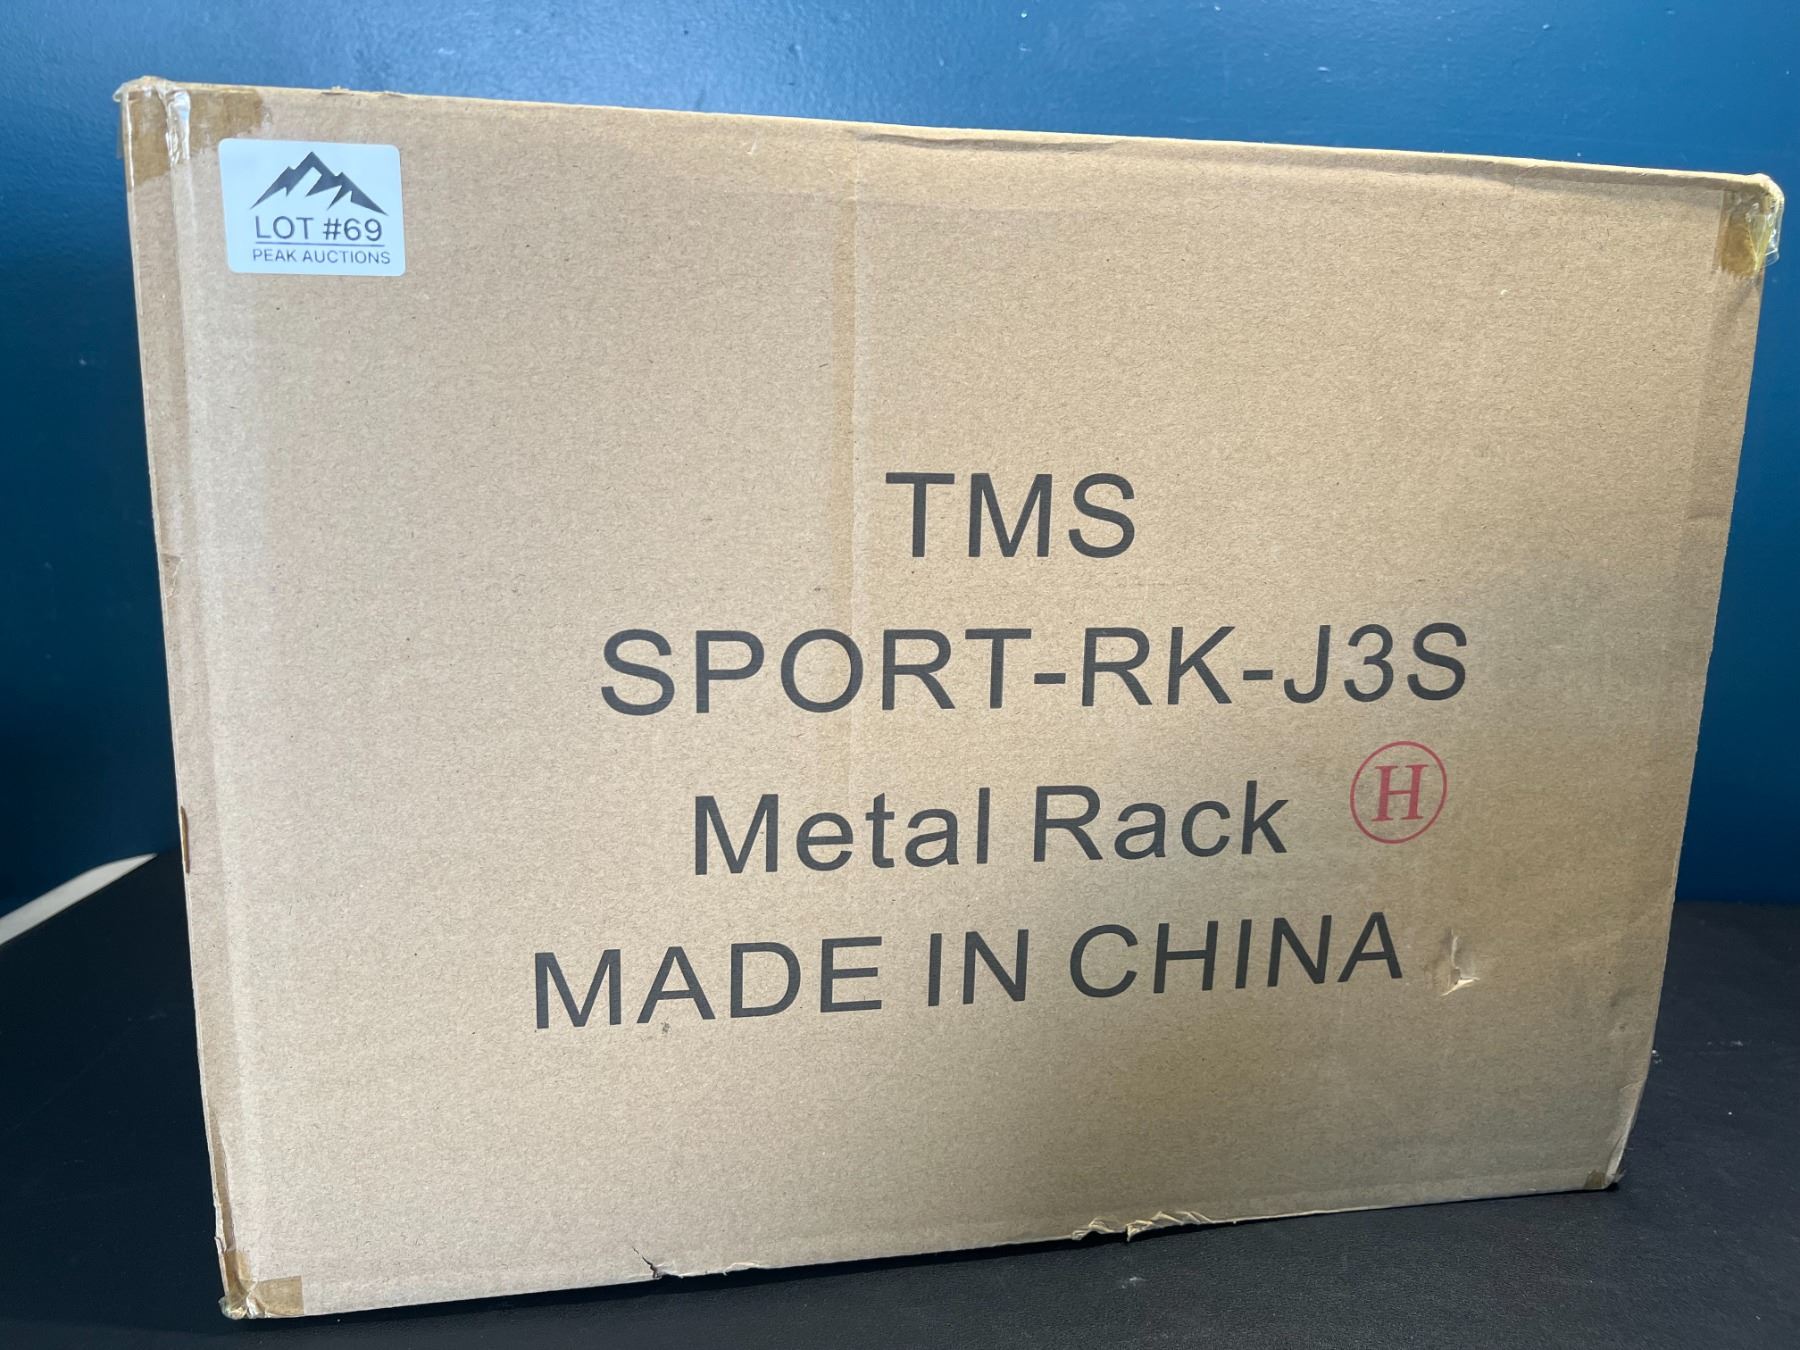 LOT #69
PEAK AUCTIONS
TMS
SPORT-RK-J3S
Metal Rack H
MADE IN CHINA